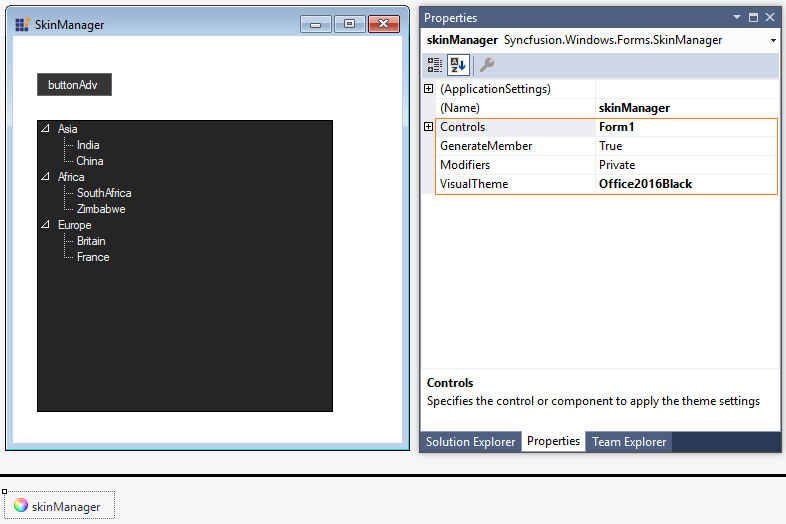 SkinManager
buttonAdv
Asia
India
China
Africa
SouthAfrica
Zimbabwe
Europe
Britain
France
Properties
skinManager Syncfusion.Windows.Forms.SkinManager
(ApplicationSettings)
(Name) skinManager
Controls Form1
GenerateMember True
Modifiers Private
VisualTheme Office2016Black
Controls
Specifies the control or component to apply the theme settings
Solution Explorer Properties Team Explorer
skinManager